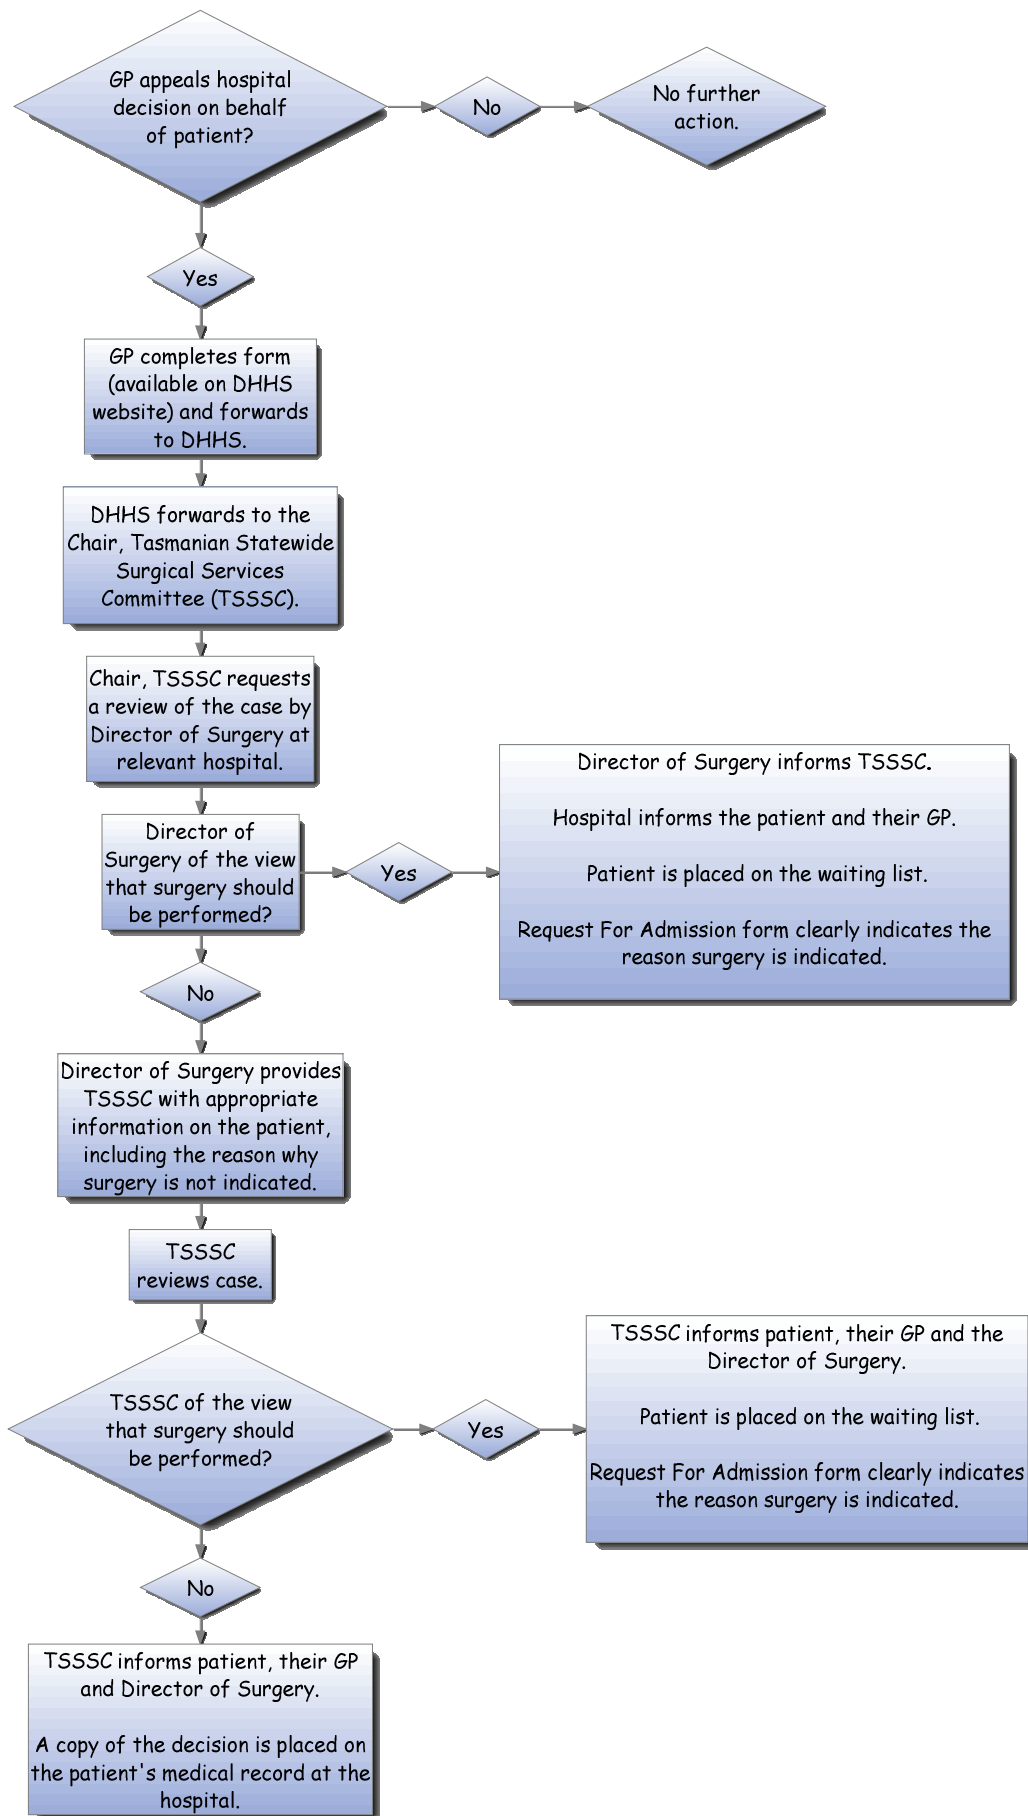 GP appeals hospital
decision on behalf
of patient?
No
No further
action.
Yes
GP completes form
(available on DHHS
website) and forwards
to DHHS.
DHHS forwards to the
Chair, Tasmanian Statewide
Surgical Services
Committee (TSSSC).
Chair, TSSSC requests
a review of the case by
Director of Surgery at
relevant hospital.
Director of
Surgery of the view
that surgery should
be performed?
Yes
Director of Surgery informs TSSSC.
Hospital informs the patient and their GP.
Patient is placed on the waiting list.
Request For Admission form clearly indicates the
reason surgery is indicated.
No
Director of Surgery provides
TSSSC with appropriate
information on the patient,
including the reason why
surgery is not indicated.
TSSSC
reviews case.
TSSSC of the view
that surgery should
be performed?
Yes
TSSSC informs patient, their GP and the
Director of Surgery.
Patient is placed on the waiting list.
Request For Admission form clearly indicates
the reason surgery is indicated.
No
TSSSC informs patient, their GP
and Director of Surgery.
A copy of the decision is placed on
the patient's medical record at the
hospital.